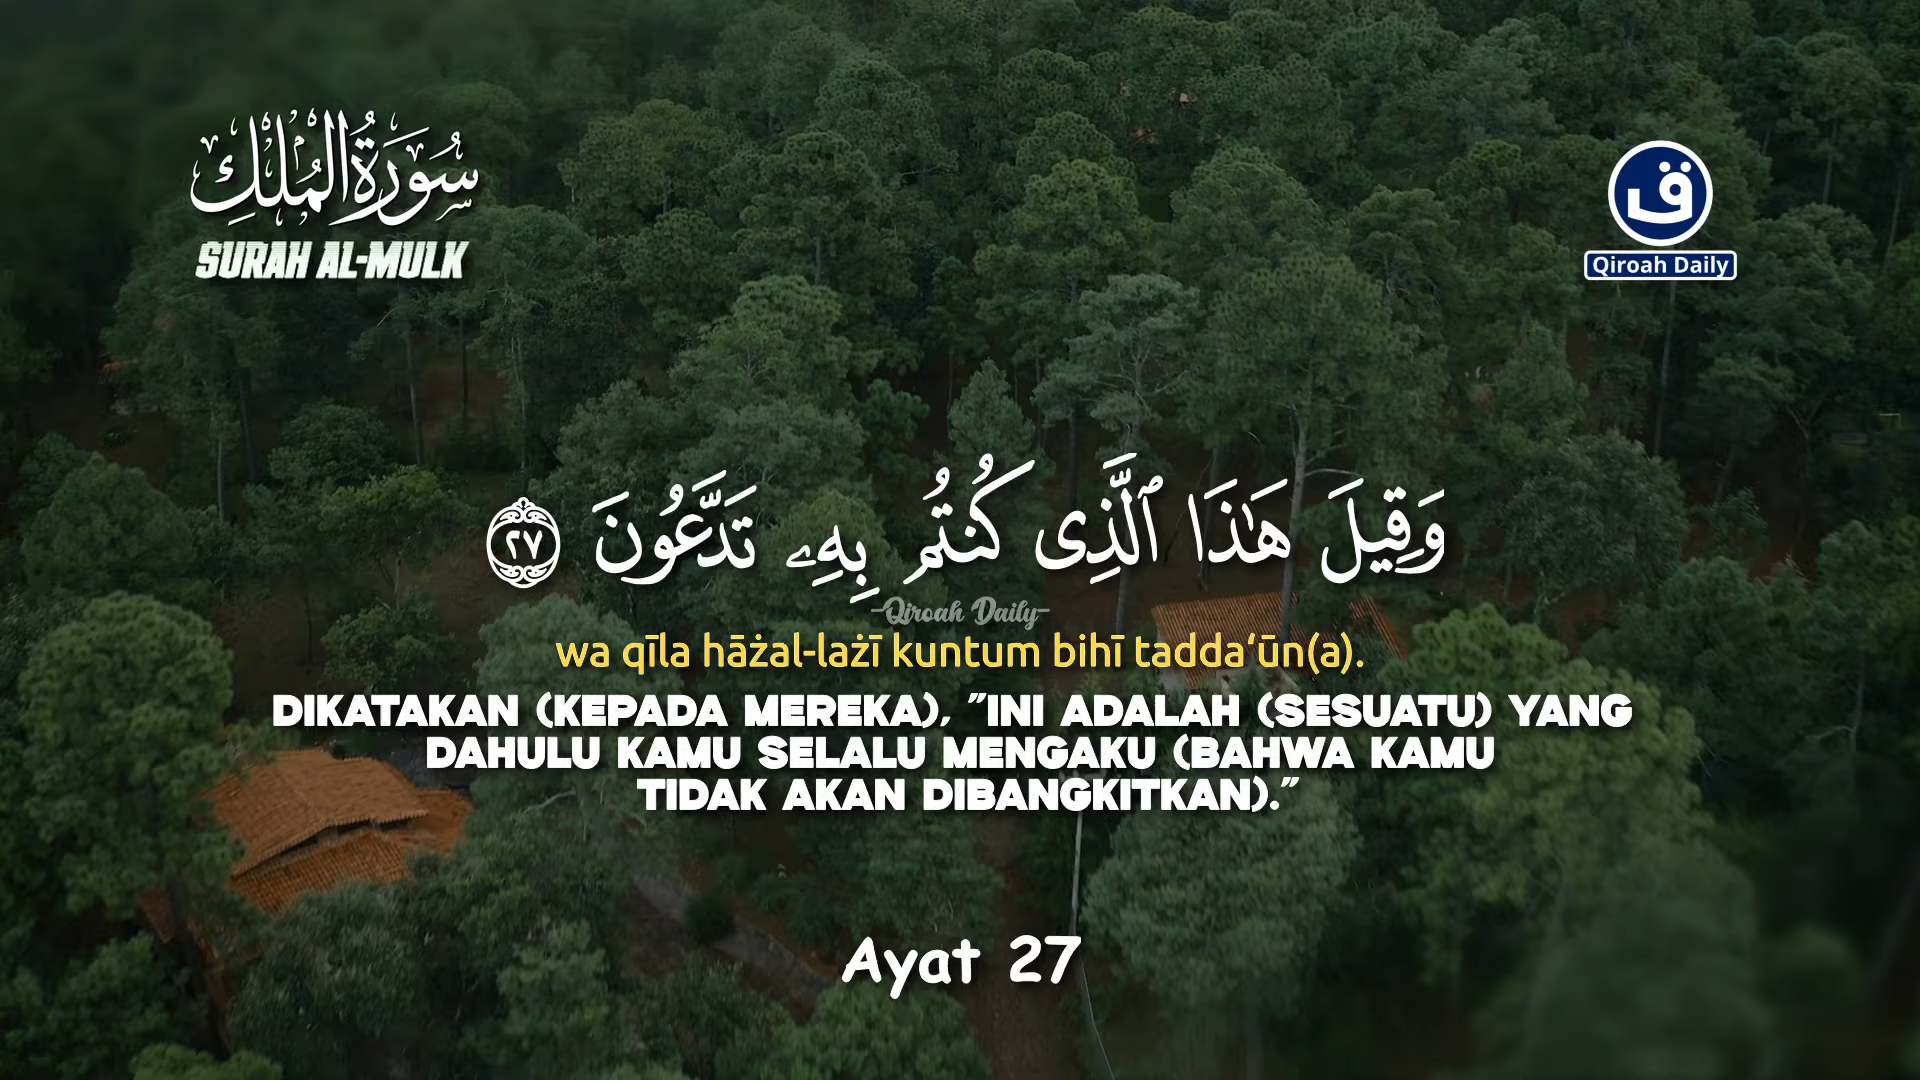 سُورَةُ المُلْكِ
SURAH AL-MULK
ق
Qiroah Daily
وَقِيلَ هَـٰذَا ٱلَّذِى كُنتُم بِهِۦ تَدَّعُونَ ٢٧
-Qiroah Daily-
wa qīla hāżal-lażī kuntum bihī tadda‘ūn(a).
DIKATAKAN (KEPADA MEREKA), "INI ADALAH (SESUATU) YANG
DAHULU KAMU SELALU MENGAKU (BAHWA KAMU
TIDAK AKAN DIBANGKITKAN)."
Ayat 27